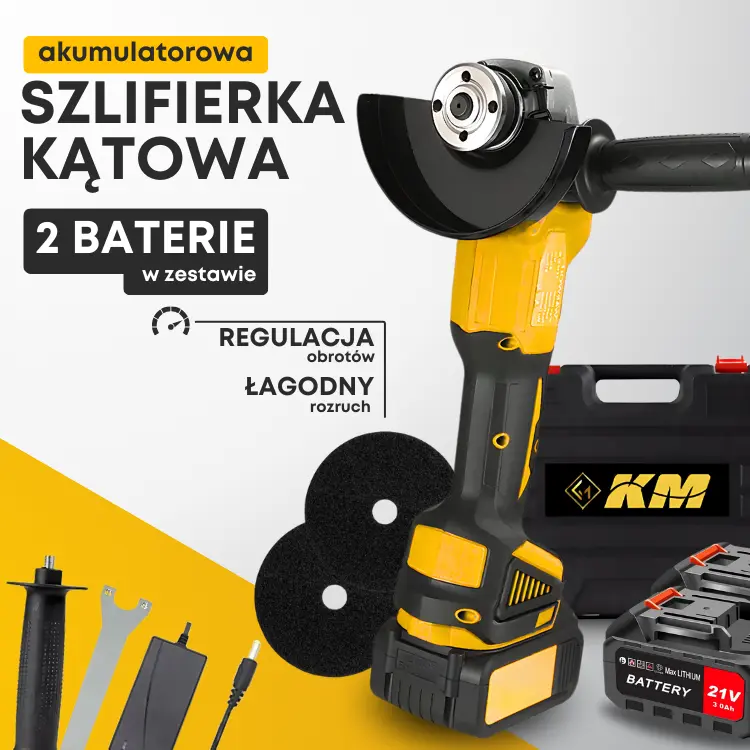 akumulatorowa
SZLIFIERKA
KĄTOWA
2 BATERIE
w zestawie
REGULACJA
obrotów
ŁAGODNY
rozruch
KM
Max LITHIUM
BATTERY
21V
3.0Ah